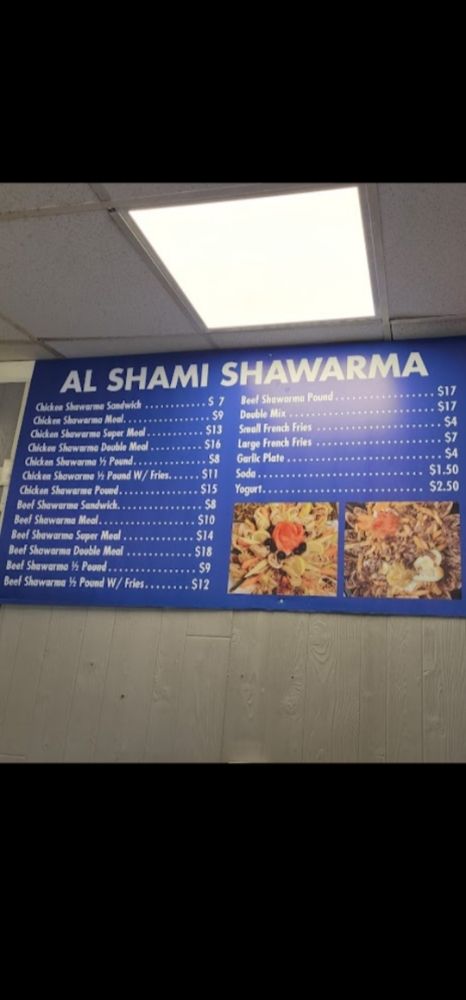 AL SHAMI SHAWARMA
Chicken Shawarma Sandwich ............ $ 7
Chicken Shawarma Meal................. $9
Chicken Shawarma Super Meal ........... $13
Chicken Shawarma Double Meal .......... $16
Chicken Shawarma ½ Pound............... $8
Chicken Shawarma ½ Pound W/ Fries...... $11
Chicken Shawarma Pound ................ $15
Beef Shawarma Sandwich................. $8
Beef Shawarma Meal.................... $10
Beef Shawarma Super Meal .............. $14
Beef Shawarma Double Meal ............. $18
Beef Shawarma ½ Pound ................. $9
Beef Shawarma ½ Pound W/ Fries........ $12
Beef Shawarma Pound................... $17
Double Mix ........................... $17
Small French Fries .................... $4
Large French Fries .................... $7
Garlic Plate .......................... $4
Soda................................ $1.50
Yogurt.............................. $2.50